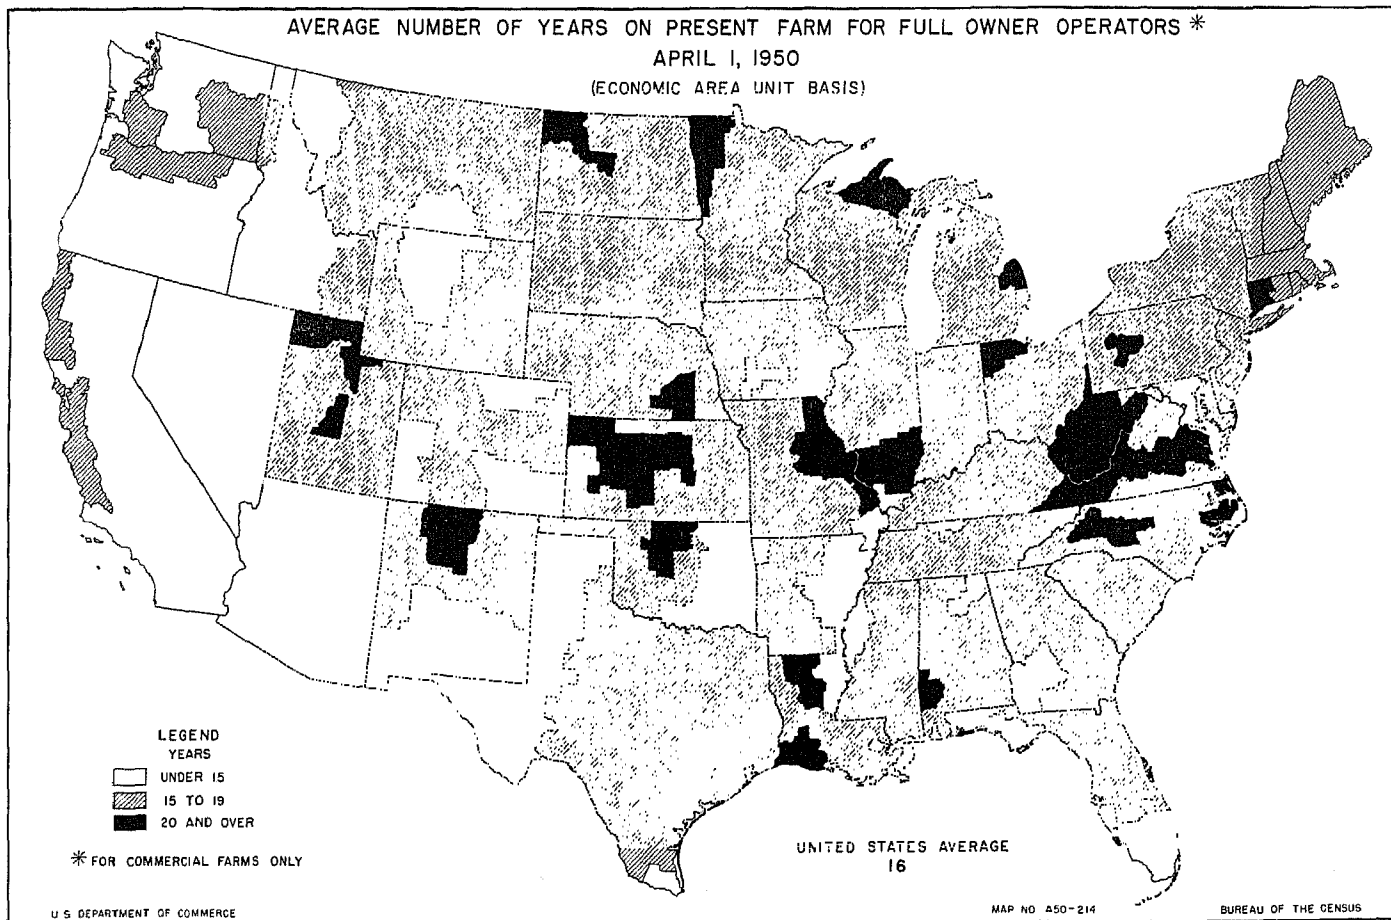 AVERAGE NUMBER OF YEARS ON PRESENT FARM FOR FULL OWNER OPERATORS *
APRIL 1, 1950
(ECONOMIC AREA UNIT BASIS)
LEGEND
YEARS
UNDER 15
15 TO 19
20 AND OVER
* FOR COMMERCIAL FARMS ONLY
UNITED STATES AVERAGE
16
U S DEPARTMENT OF COMMERCE
MAP NO A50-214
BUREAU OF THE CENSUS